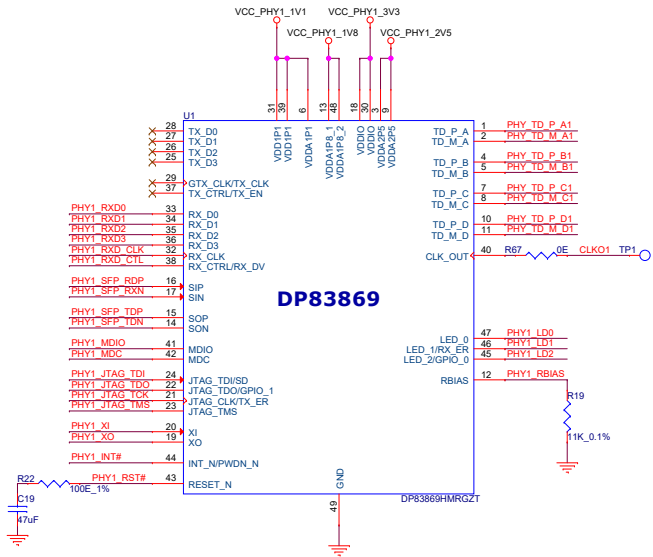 VCC_PHY1_1V1
VCC_PHY1_3V3
VCC_PHY1_1V8
VCC_PHY1_2V5
31
39
6
13
48
18
30
3
9
VDD1P1
VDD1P1
VDDA1P1
VDDA1P8_1
VDDA1P8_2
VDDIO
VDDIO
VDDA2P5
VDDA2P5
U1
28 TX_D0
27 TX_D1
26 TX_D2
25 TX_D3
29 GTX_CLK/TX_CLK
37 TX_CTRL/TX_EN
PHY1_RXD0 33 RX_D0
PHY1_RXD1 34 RX_D1
PHY1_RXD2 35 RX_D2
PHY1_RXD3 36 RX_D3
PHY1_RXD_CLK 32 RX_CLK
PHY1_RXD_CTL 38 RX_CTRL/RX_DV
PHY1_SFP_RDP 16 SIP
PHY1_SFP_RXN 17 SIN
PHY1_SFP_TDP 15 SOP
PHY1_SFP_TDN 14 SON
PHY1_MDIO 41 MDIO
PHY1_MDC 42 MDC
PHY1_JTAG_TDI 24 JTAG_TDI/SD
PHY1_JTAG_TDO 22 JTAG_TDO/GPIO_1
PHY1_JTAG_TCK 21 JTAG_CLK/TX_ER
PHY1_JTAG_TMS 23 JTAG_TMS
PHY1_XI 20 XI
PHY1_XO 19 XO
PHY1_INT# 44 INT_N/PWDN_N
R22 PHY1_RST# 43 RESET_N
100E_1%
C19
47uF
DP83869
TD_P_A 1 PHY_TD_P_A1
TD_M_A 2 PHY_TD_M_A1
TD_P_B 4 PHY_TD_P_B1
TD_M_B 5 PHY_TD_M_B1
TD_P_C 7 PHY_TD_P_C1
TD_M_C 8 PHY_TD_M_C1
TD_P_D 10 PHY_TD_P_D1
TD_M_D 11 PHY_TD_M_D1
CLK_OUT 40 R67 0E CLKO1 TP1
LED_0 47 PHY1_LD0
LED_1/RX_ER 46 PHY1_LD1
LED_2/GPIO_0 45 PHY1_LD2
RBIAS 12 PHY1_RBIAS
R19
11K_0.1%
GND
49
DP83869HMRGZT